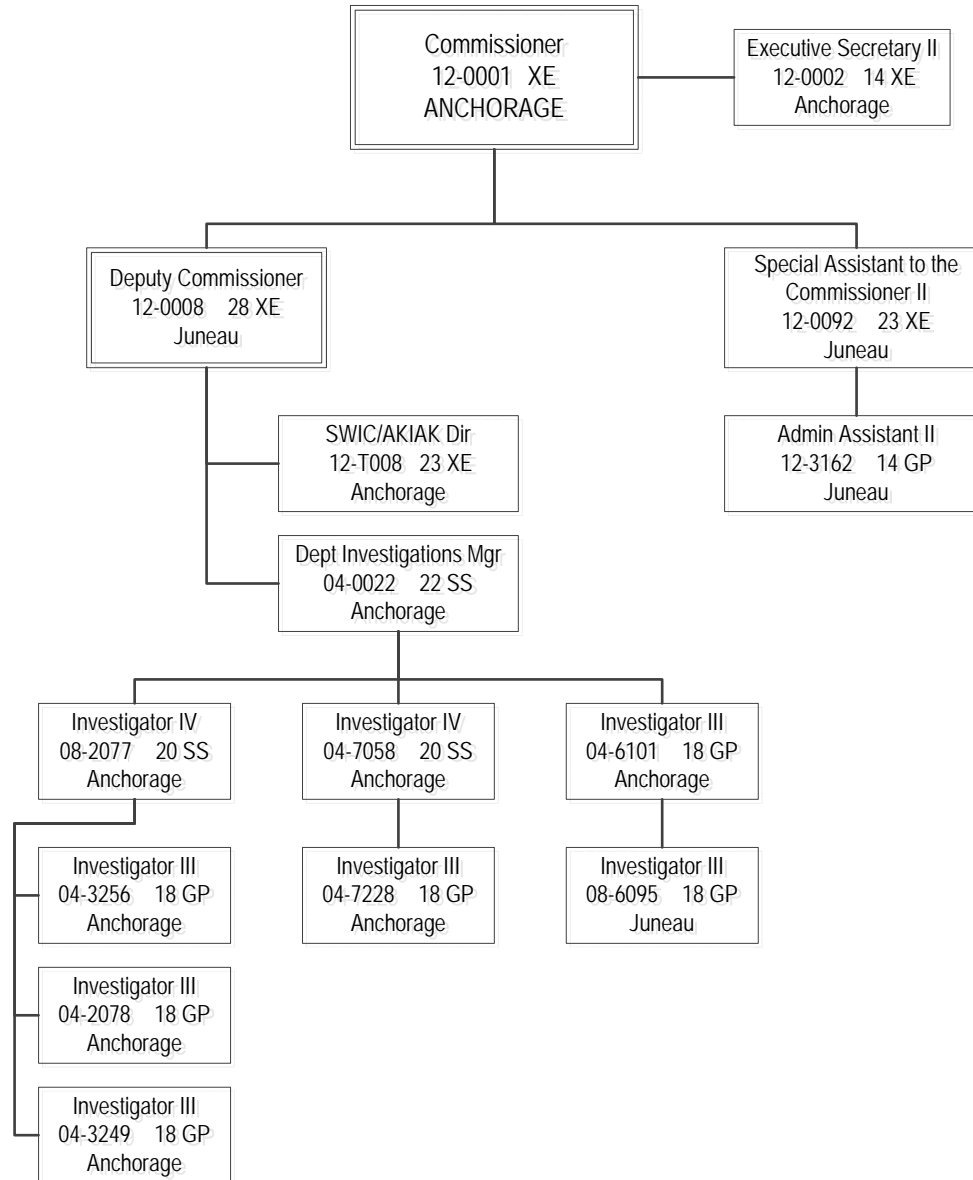 Commissioner
12-0001 XE
ANCHORAGE
Executive Secretary II
12-0002 14 XE
Anchorage
Deputy Commissioner
12-0008 28 XE
Juneau
Special Assistant to the
Commissioner II
12-0092 23 XE
Juneau
SWIC/AKIAK Dir
12-T008 23 XE
Anchorage
Admin Assistant II
12-3162 14 GP
Juneau
Dept Investigations Mgr
04-0022 22 SS
Anchorage
Investigator IV
08-2077 20 SS
Anchorage
Investigator IV
04-7058 20 SS
Anchorage
Investigator III
04-6101 18 GP
Anchorage
Investigator III
04-3256 18 GP
Anchorage
Investigator III
04-7228 18 GP
Anchorage
Investigator III
08-6095 18 GP
Juneau
Investigator III
04-2078 18 GP
Anchorage
Investigator III
04-3249 18 GP
Anchorage